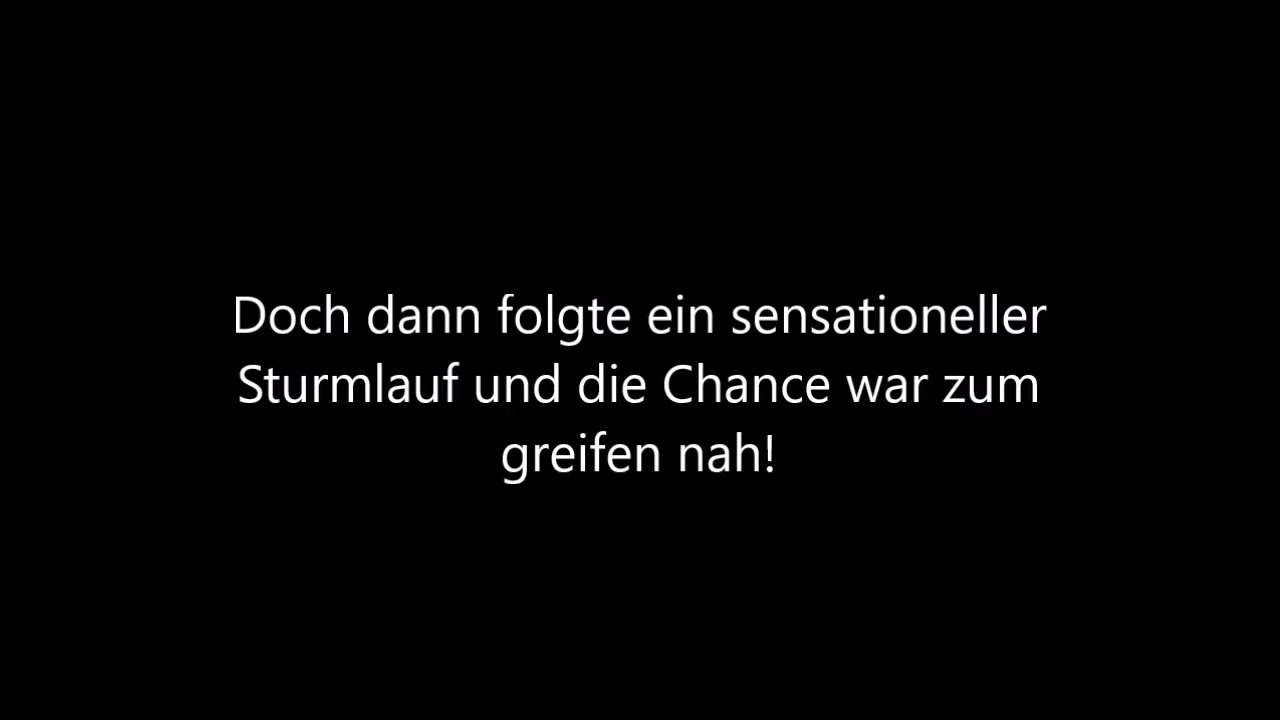 Doch dann folgte ein sensationeller
Sturmlauf und die Chance war zum
greifen nah!